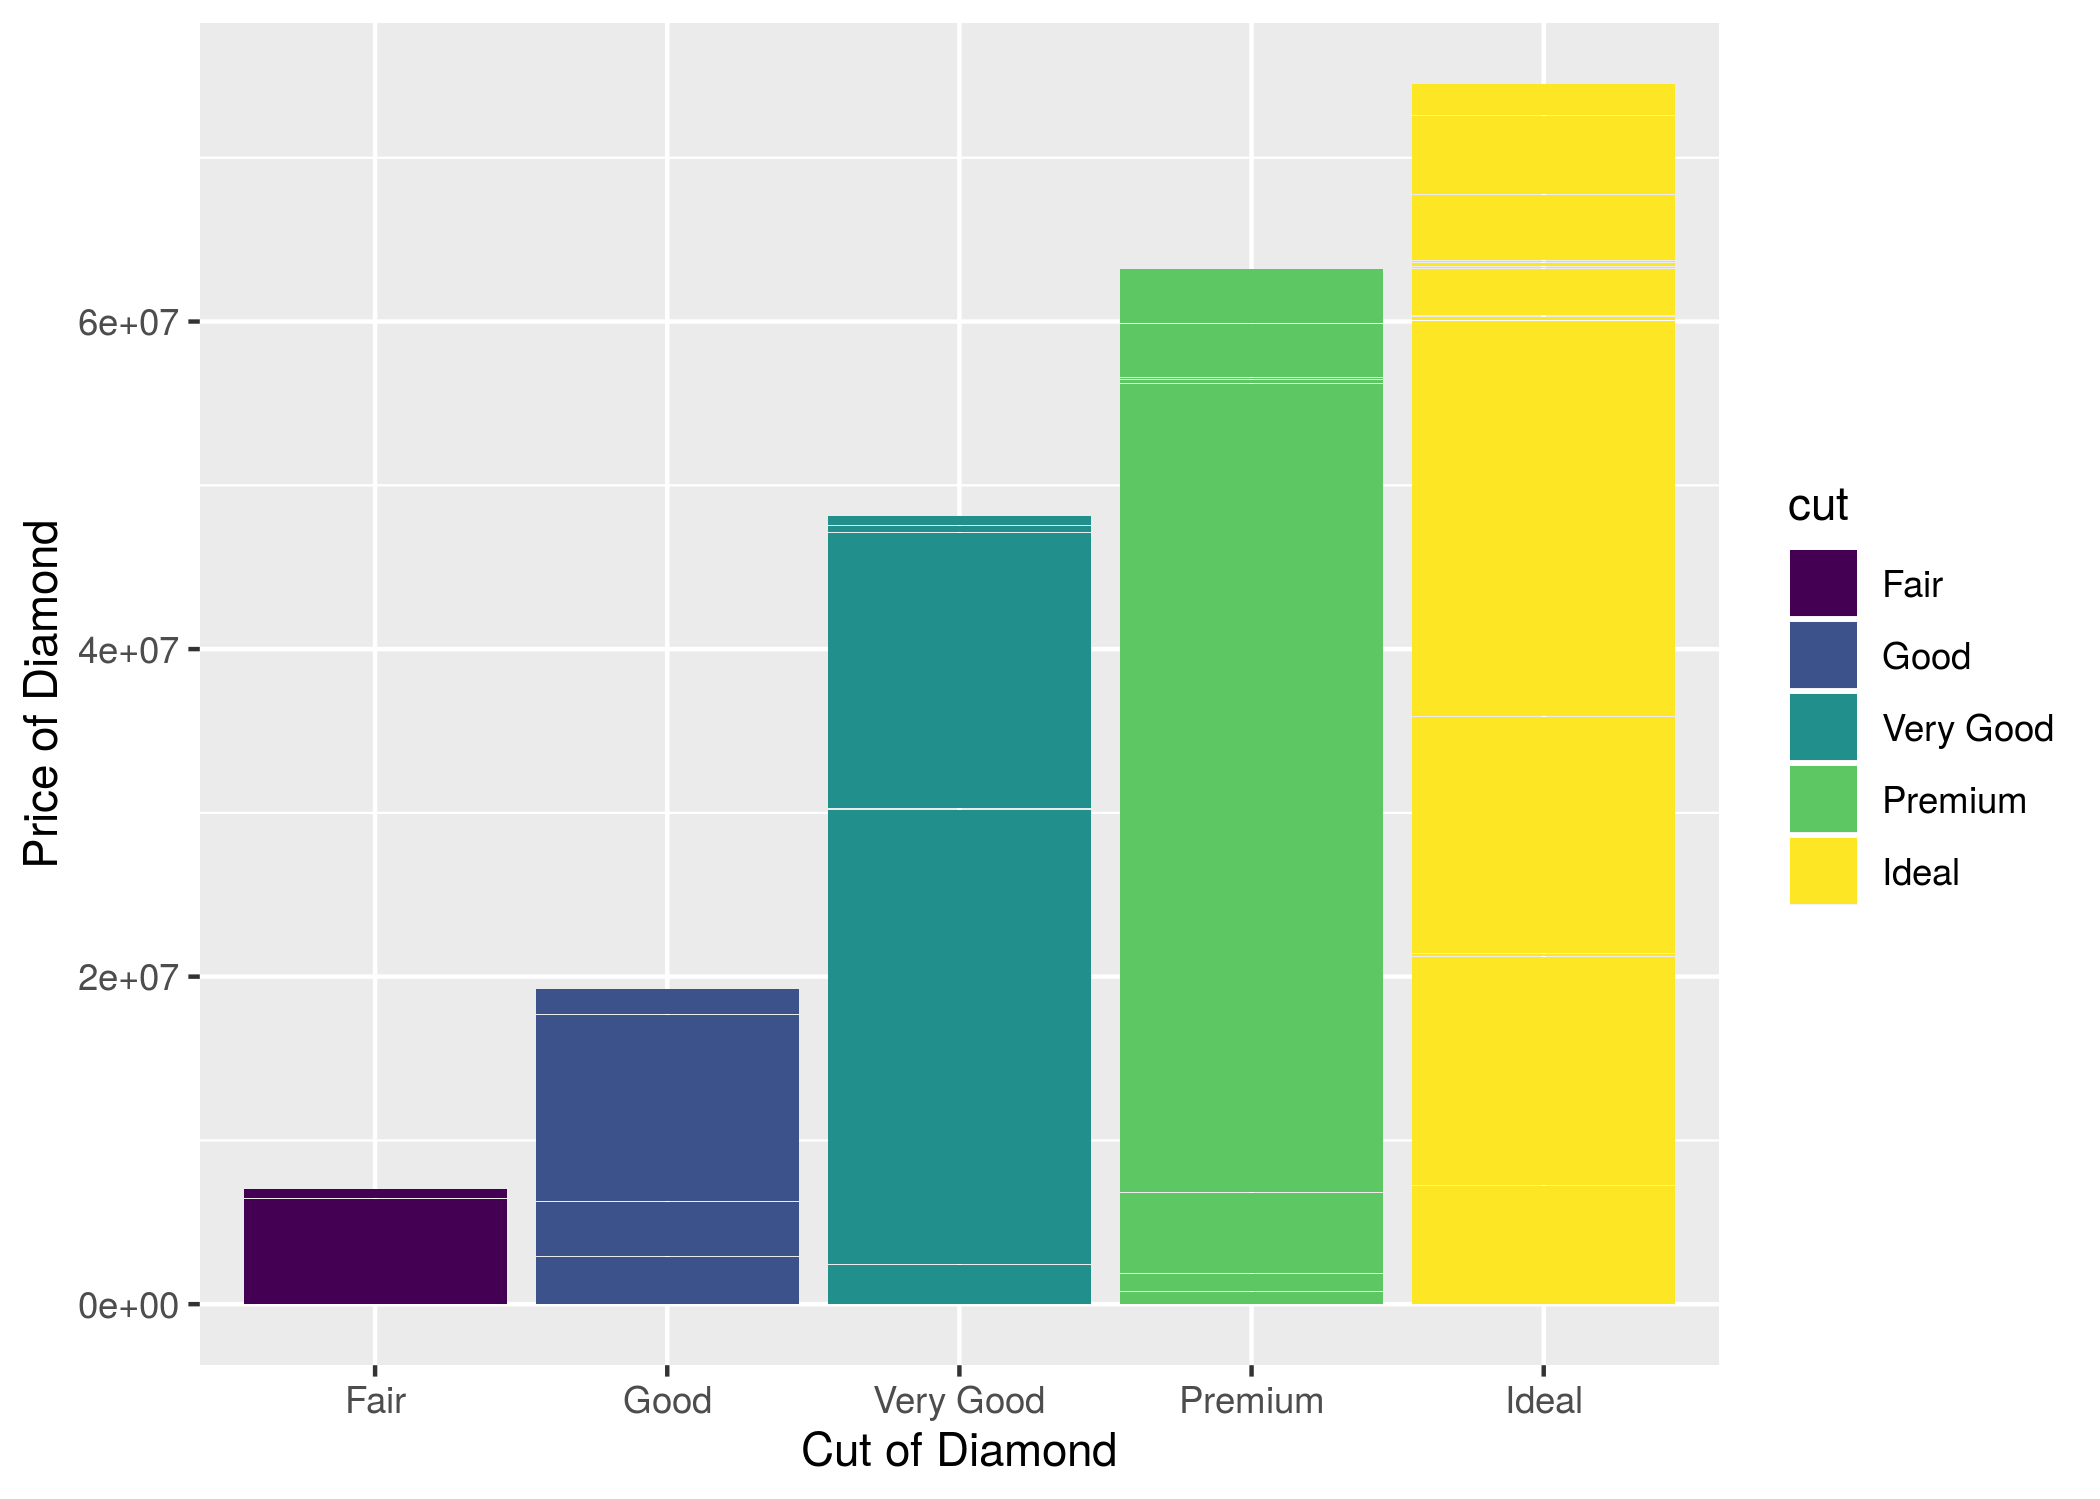 Price of Diamond
6e+07
4e+07
2e+07
0e+00
Fair
Good
Very Good
Premium
Ideal
Cut of Diamond
cut
Fair
Good
Very Good
Premium
Ideal